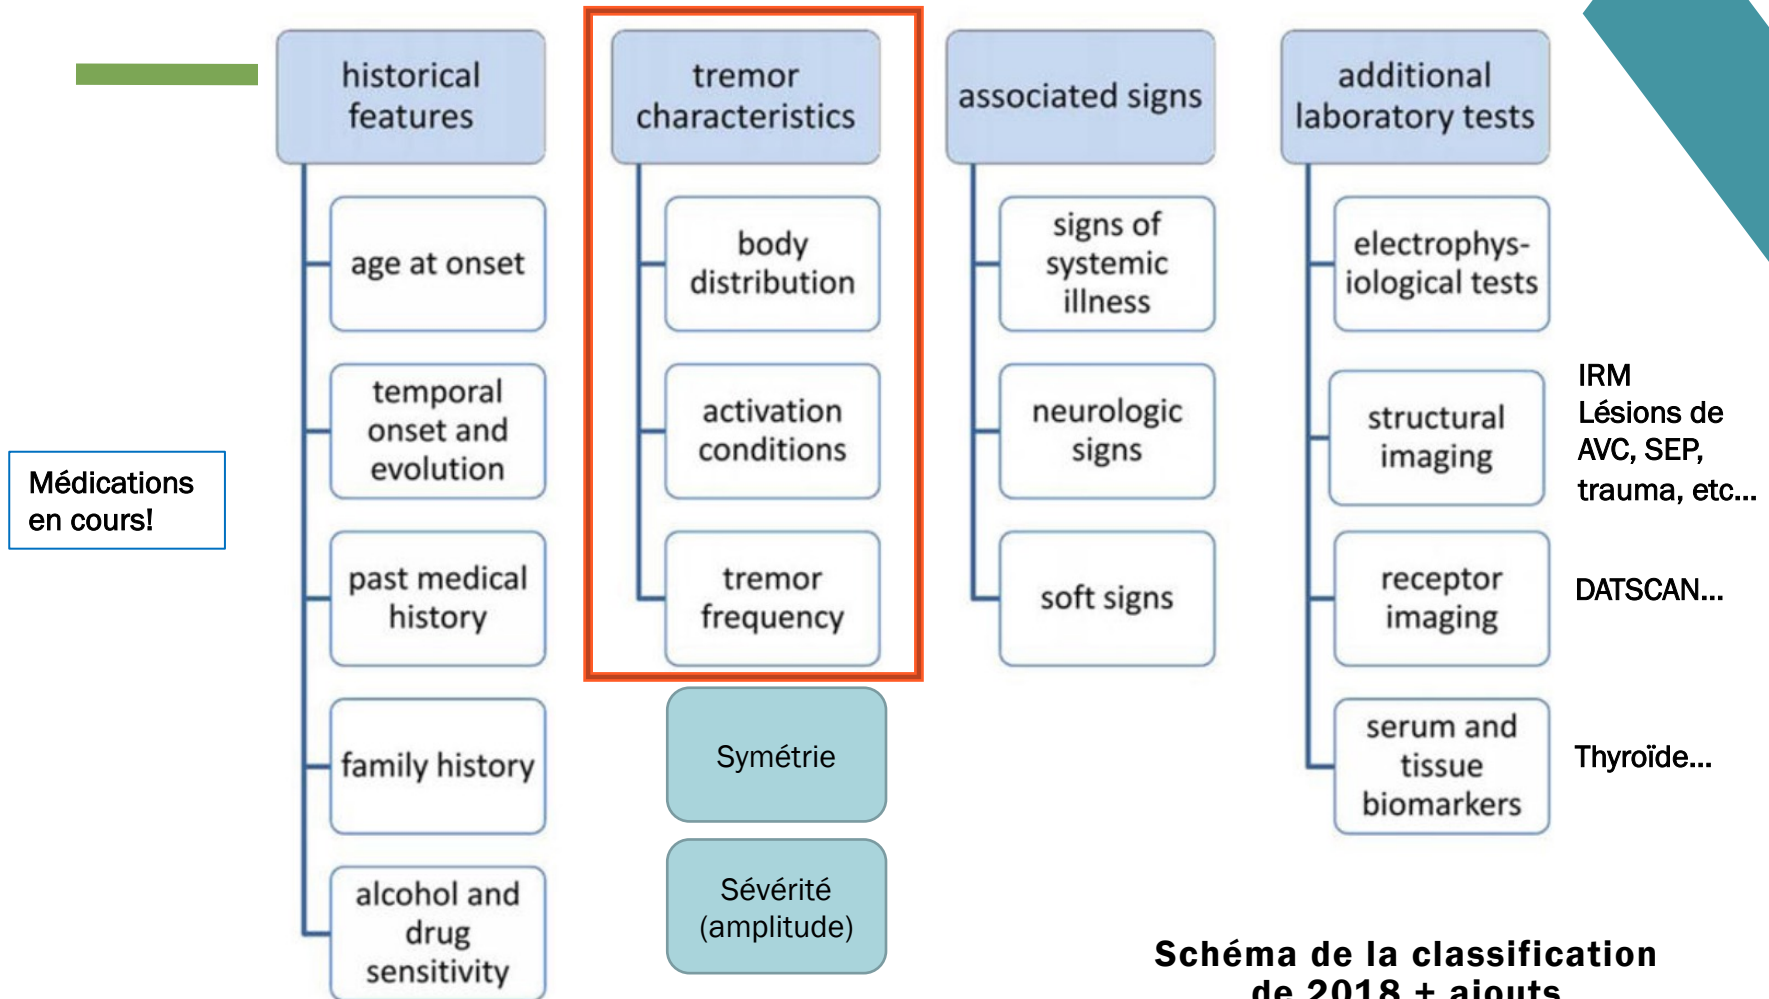 historical
features
age at onset
temporal
onset and
evolution
past medical
history
family history
alcohol and
drug
sensitivity
Médications
en cours!
tremor
characteristics
body
distribution
activation
conditions
tremor
frequency
Symétrie
Sévérité
(amplitude)
associated signs
signs of
systemic
illness
neurologic
signs
soft signs
additional
laboratory tests
electrophys-
iological tests
structural
imaging
IRM
Lésions de
AVC, SEP,
trauma, etc...
receptor
imaging
DATSCAN...
serum and
tissue
biomarkers
Thyroïde...
Schéma de la classification
de 2018 + ajouts